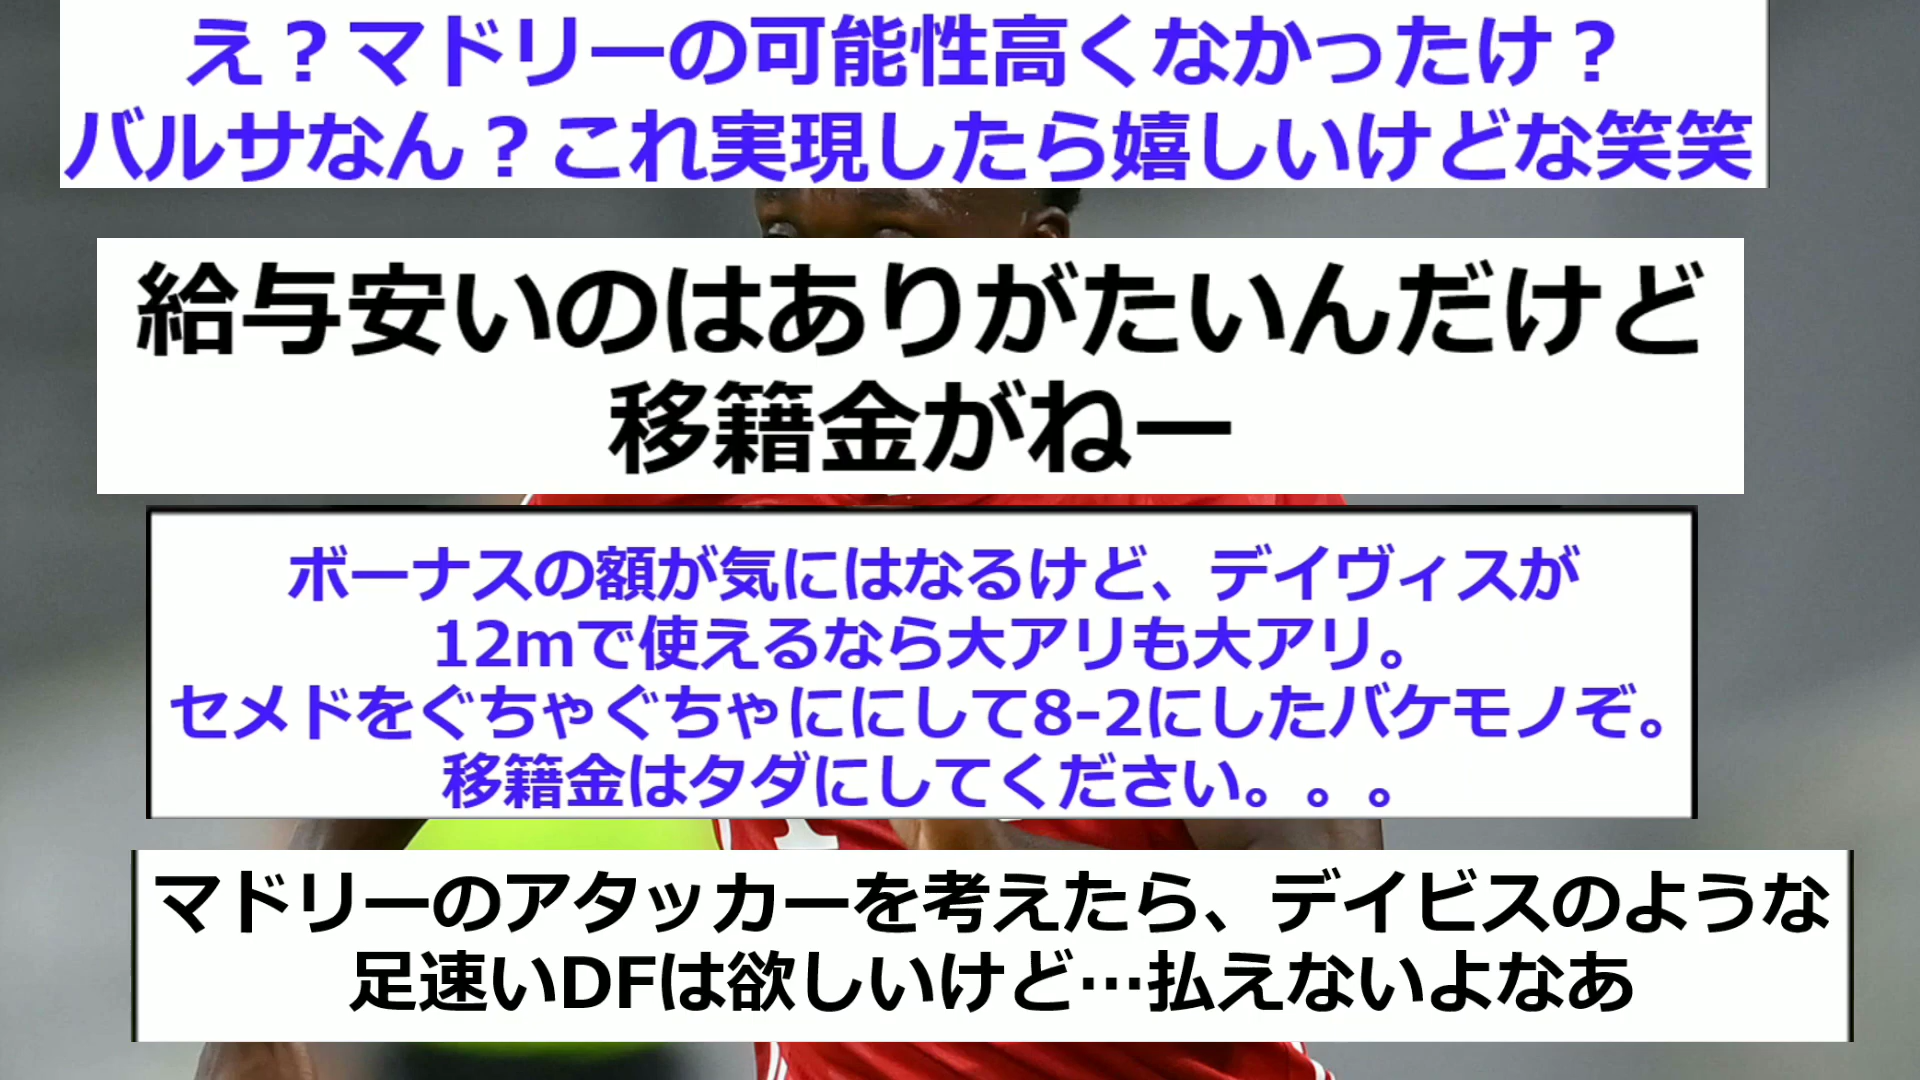 え？マドリーの可能性高くなかったけ？
バルサなん？これ実現したら嬉しいけどな笑笑
給与安いのはありがたいんだけど
移籍金がねー
ボーナスの額が気にはなるけど、デイヴィスが
12mで使えるなら大アリも大アリ。
セメドをぐちゃぐちゃににして8-2にしたバケモノぞ。
移籍金はタダにしてください。。。
マドリーのアタッカーを考えたら、デイビスのような
足速いDFは欲しいけど…払えないよなあ